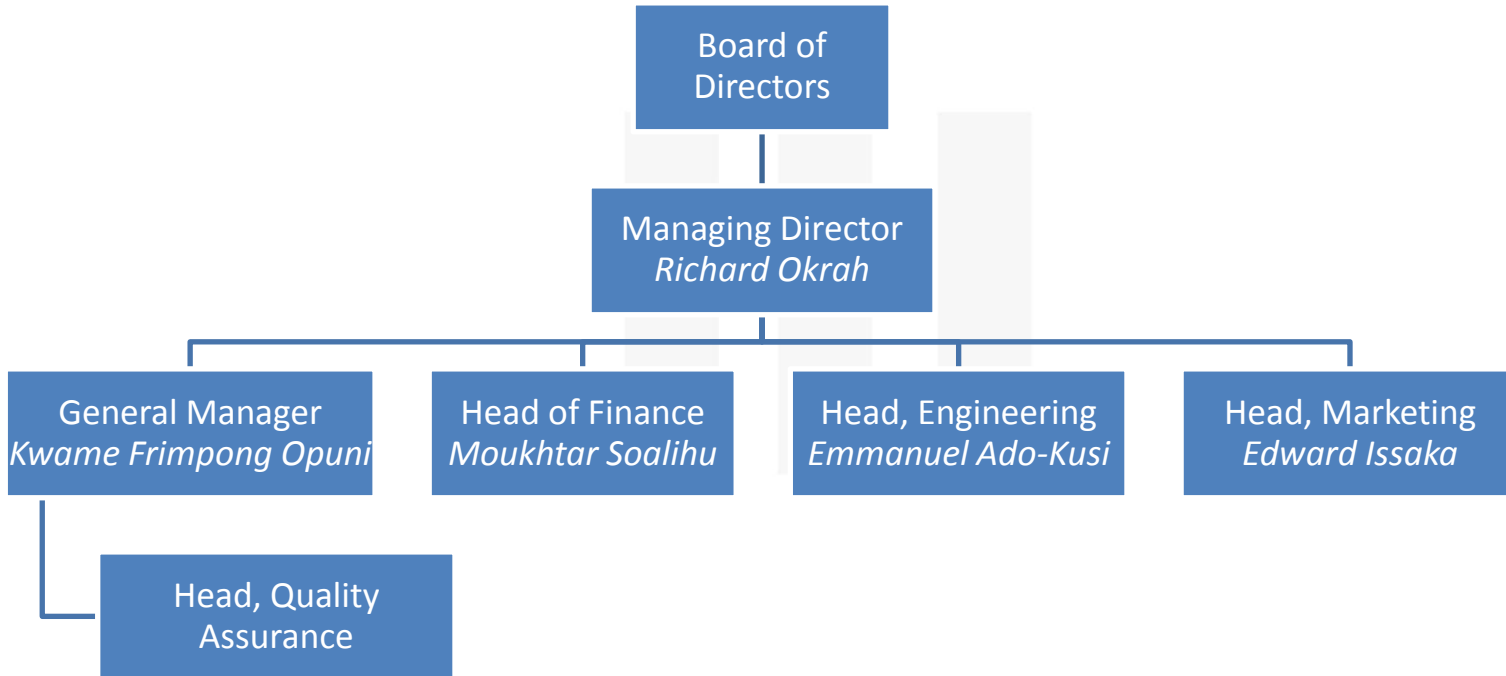 Board of
Directors
Managing Director
Richard Okrah
General Manager
Kwame Frimpong Opuni
Head of Finance
Moukhtar Soalihu
Head, Engineering
Emmanuel Ado-Kusi
Head, Marketing
Edward Issaka
Head, Quality
Assurance